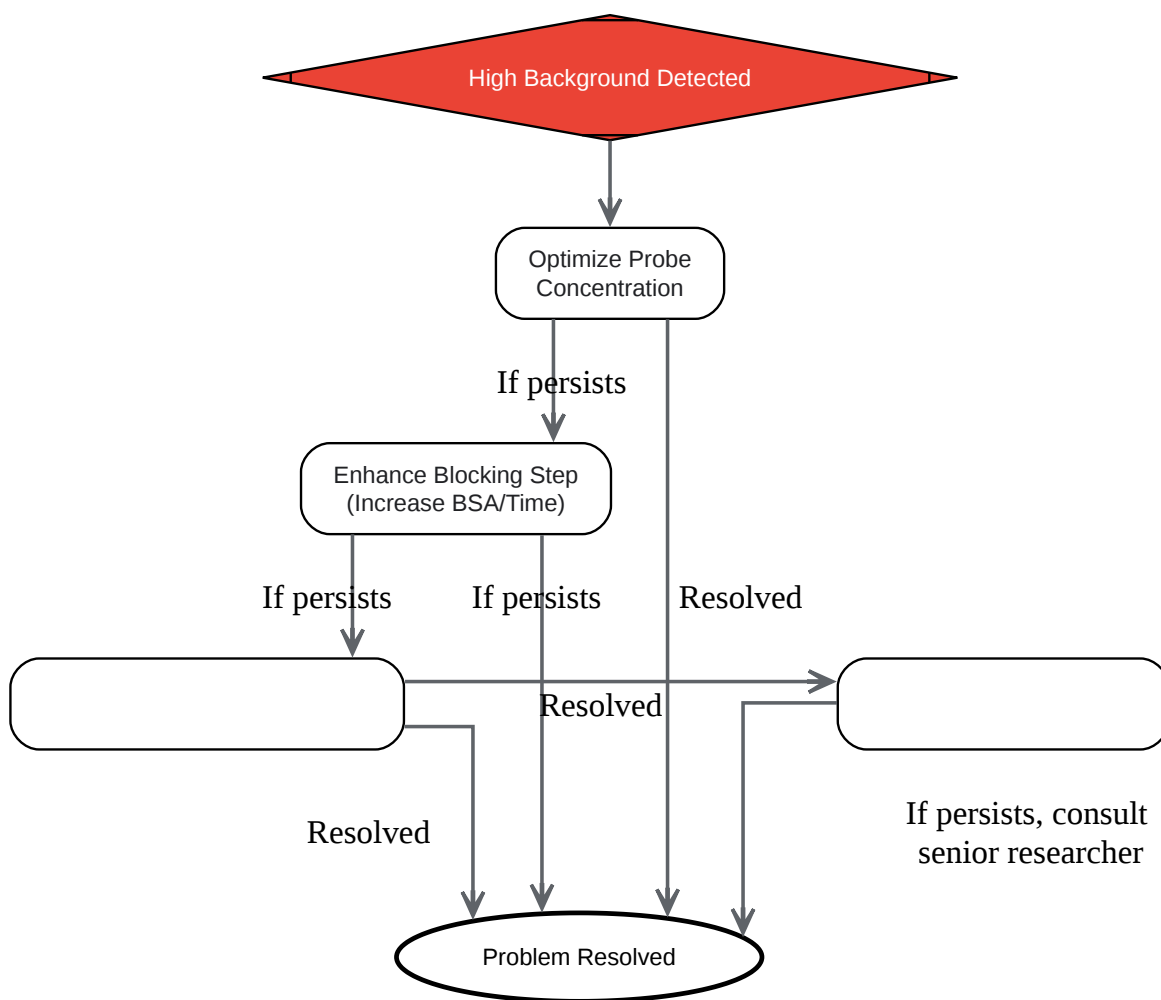 High Background Detected
Optimize Probe
Concentration
If persists
Enhance Blocking Step
(Increase BSA/Time)
If persists
If persists
Resolved
Resolved
Resolved
If persists, consult
senior researcher
Problem Resolved